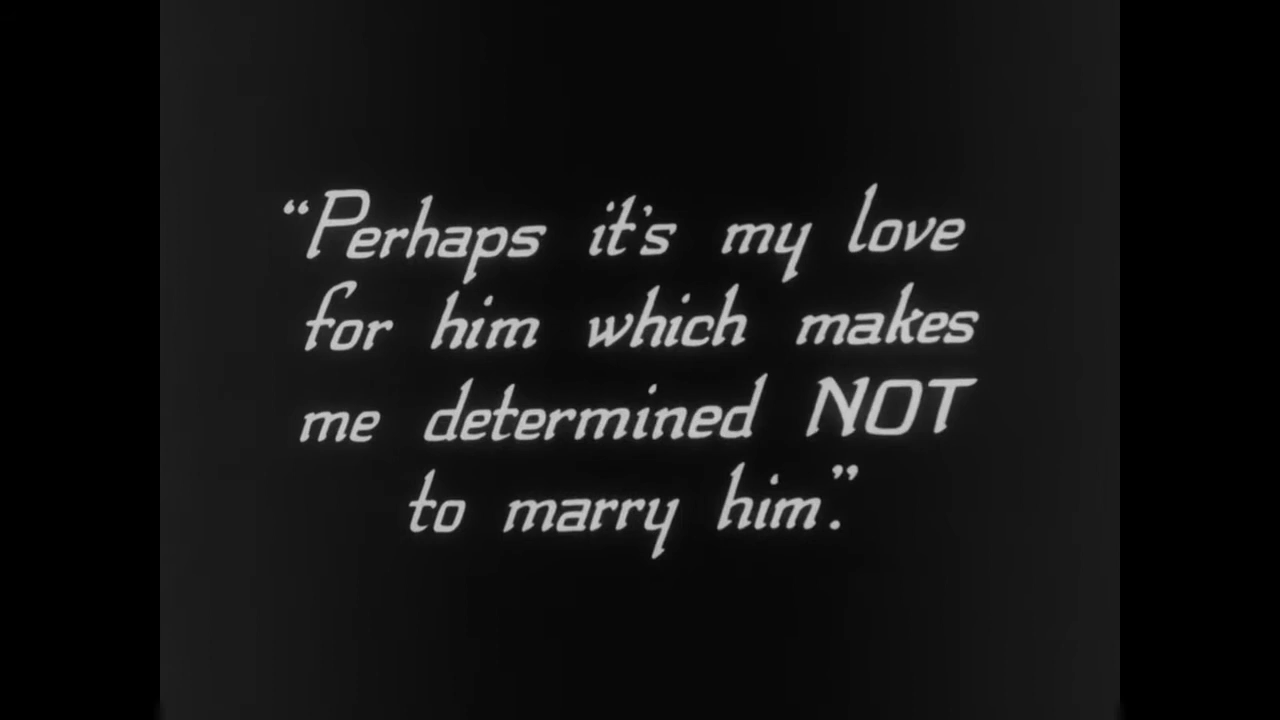 “Perhaps it's my love
for him which makes
me determined NOT
to marry him.”